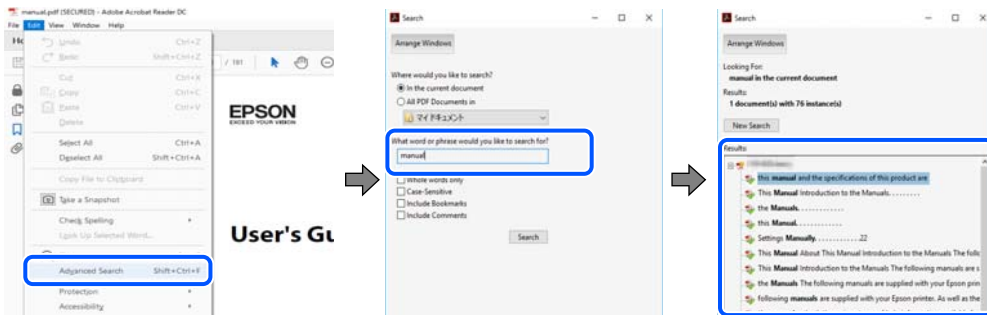 manual.pdf (SECURED) - Adobe Acrobat Reader DC
File Edit View Window Help
Undo Ctrl+Z
Redo Shift+Ctrl+Z
Cut Ctrl+X
Copy Ctrl+C
Paste Ctrl+V
Delete
Select All Ctrl+A
Deselect All Shift+Ctrl+A
Copy File to Clipboard
Take a Snapshot
Check Spelling
Look Up Selected Word...
Advanced Search Shift+Ctrl+F
Protection
Accessibility
/ 181
EPSON
EXCEED YOUR VISION
User's Gu
Search
Arrange Windows
Where would you like to search?
In the current document
All PDF Documents in
マイ ドキュメント
What word or phrase would you like to search for?
manual
Whole words only
Case-Sensitive
Include Bookmarks
Include Comments
Search
Search
Arrange Windows
Looking For:
manual in the current document
Results:
1 document(s) with 76 instance(s)
New Search
Results:
this manual and the specifications of this product are
This Manual Introduction to the Manuals. . . . . . . . .
the Manuals. . . . . . . . . . . . .
this Manual. . . . . . . . . . . . .
Settings Manually. . . . . . . . . . . . .22
This Manual About This Manual Introduction to the Manuals The follo
This Manual Introduction to the Manuals The following manuals are s
the Manuals The following manuals are supplied with your Epson prin
following manuals are supplied with your Epson printer. As well as the